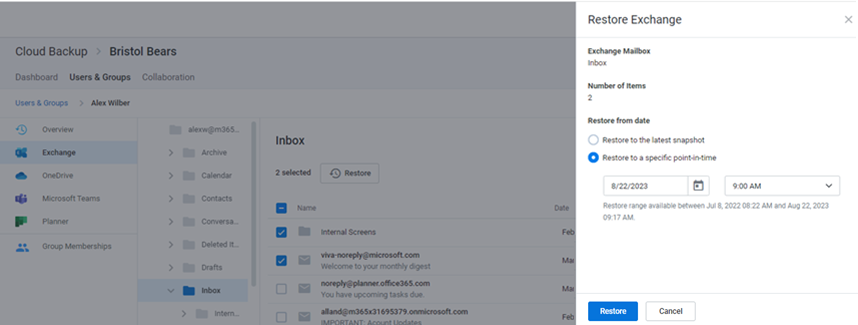 Restore Exchange
Cloud Backup > Bristol Bears
Dashboard Users & Groups Collaboration
Users & Groups > Alex Wilber
Overview
Exchange
OneDrive
Microsoft Teams
Planner
Group Memberships
alexw@m365...
Archive
Calendar
Contacts
Conversa...
Deleted It...
Drafts
Inbox
Intern...
Inbox
2 selected Restore
Name Date
Internal Screens Feb
viva-noreply@microsoft.com Mar
Welcome to your monthly digest
noreply@planner.office365.com Feb
You have upcoming tasks due
alland@m365x31695379.onmicrosoft.com Mar
IMPORTANT: Acount Updates
Exchange Mailbox
Inbox
Number of Items
2
Restore from date
Restore to the latest snapshot
Restore to a specific point-in-time
8/22/2023 9:00 AM
Restore range available between Jul 8, 2022 08:22 AM and Aug 22, 2023
09:17 AM.
Restore Cancel